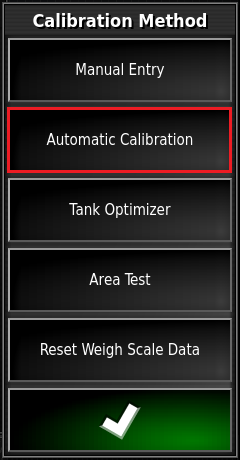 Calibration Method
Manual Entry
Automatic Calibration
Tank Optimizer
Area Test
Reset Weigh Scale Data